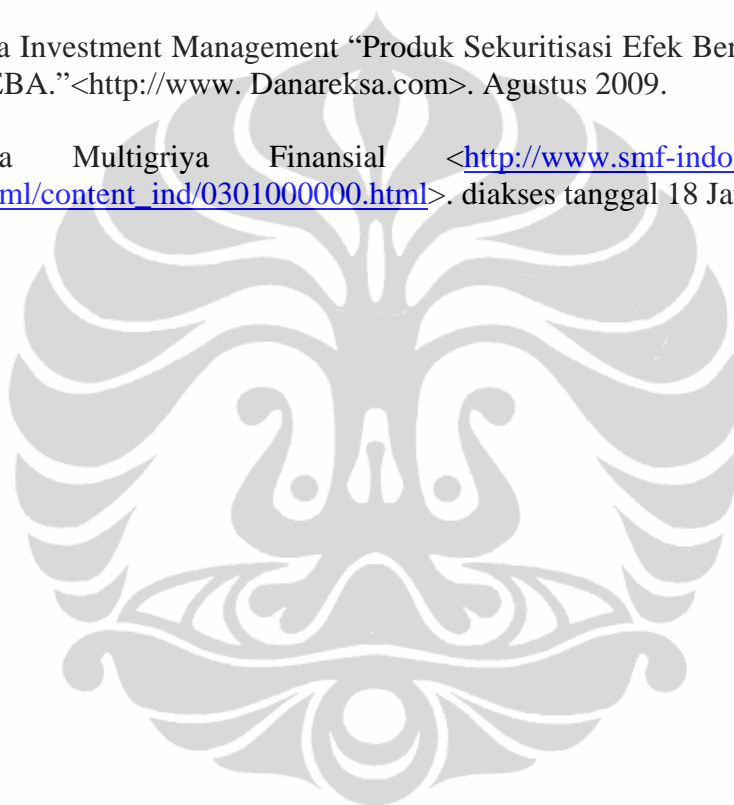 a Investment Management “Produk Sekuritisasi Efek Ber
EBA.”<http://www. Danareksa.com>. Agustus 2009.
a Multigriya Finansial <http://www.smf-indo
ml/content_ind/0301000000.html>. diakses tanggal 18 Ja